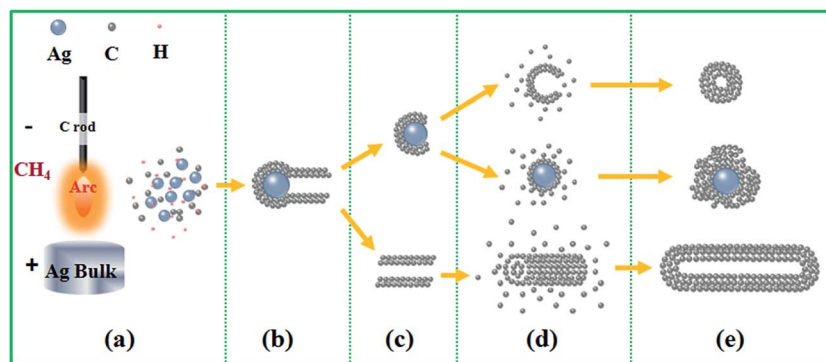 Ag C H
- C rod
CH4
Arc
+ Ag Bulk
(a) (b) (c) (d) (e)